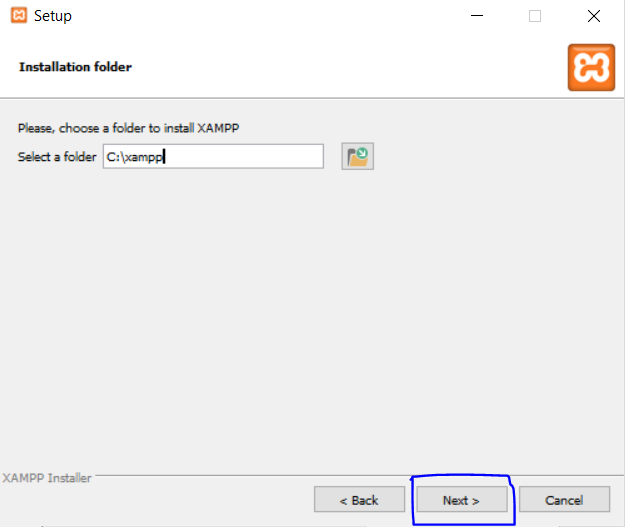 Setup
Installation folder
Please, choose a folder to install XAMPP
Select a folder C:\xampp
XAMPP Installer
< Back Next > Cancel